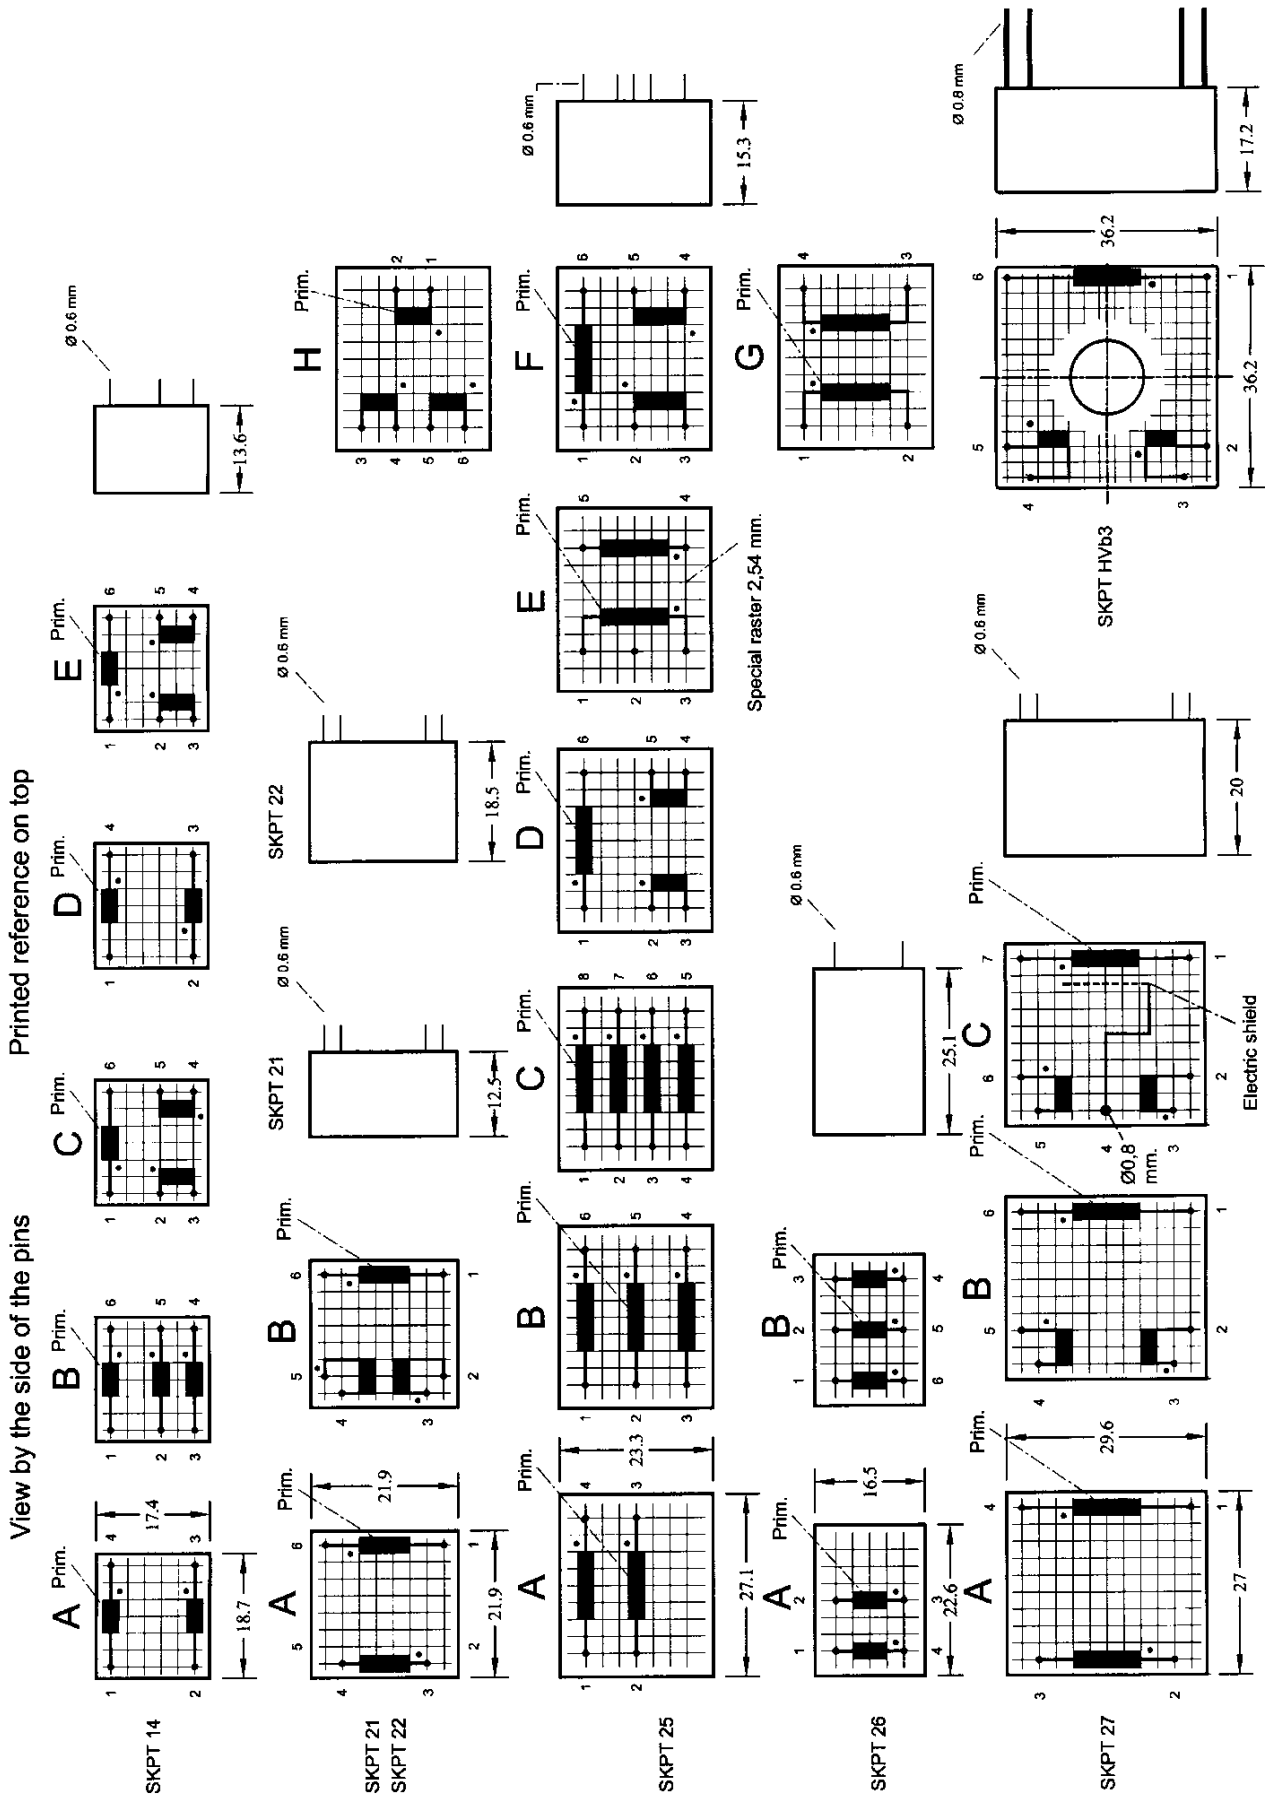 View by the side of the pins
Printed reference on top
SKPT 14
A
Prim.
1
4
2
3
17.4
18.7
B
Prim.
1
6
2
5
3
4
C
Prim.
1
6
2
5
3
4
D
Prim.
1
4
2
3
E
Prim.
1
6
2
5
3
4
Ø 0.6 mm
13.6
SKPT 21
SKPT 22
A
Prim.
5
6
4
3
2
1
21.9
21.9
B
Prim.
5
6
4
3
2
1
SKPT 21
Ø 0.6 mm
12.5
SKPT 22
Ø 0.6 mm
18.5
H
Prim.
3
4
5
6
2
1
SKPT 25
A
Prim.
1
4
2
3
23.3
27.1
B
Prim.
1
6
2
5
3
4
C
Prim.
1
8
2
7
3
6
4
5
D
Prim.
1
6
2
5
3
4
E
Prim.
1
5
2
3
4
Special raster 2,54 mm.
F
Prim.
1
6
2
5
3
4
Ø 0.6 mm
15.3
G
Prim.
1
4
2
3
SKPT 26
A
Prim.
1
2
4
3
16.5
22.6
B
Prim.
1
2
3
6
5
4
Ø 0.6 mm
25.1
SKPT 27
A
Prim.
3
4
2
1
29.6
27
B
Prim.
5
6
4
3
2
1
C
Prim.
6
7
5
4
3
2
1
Ø0,8
mm.
Electric shield
Ø 0.6 mm
20
SKPT HVb3
5
6
4
3
2
1
36.2
36.2
Ø 0.8 mm
17.2